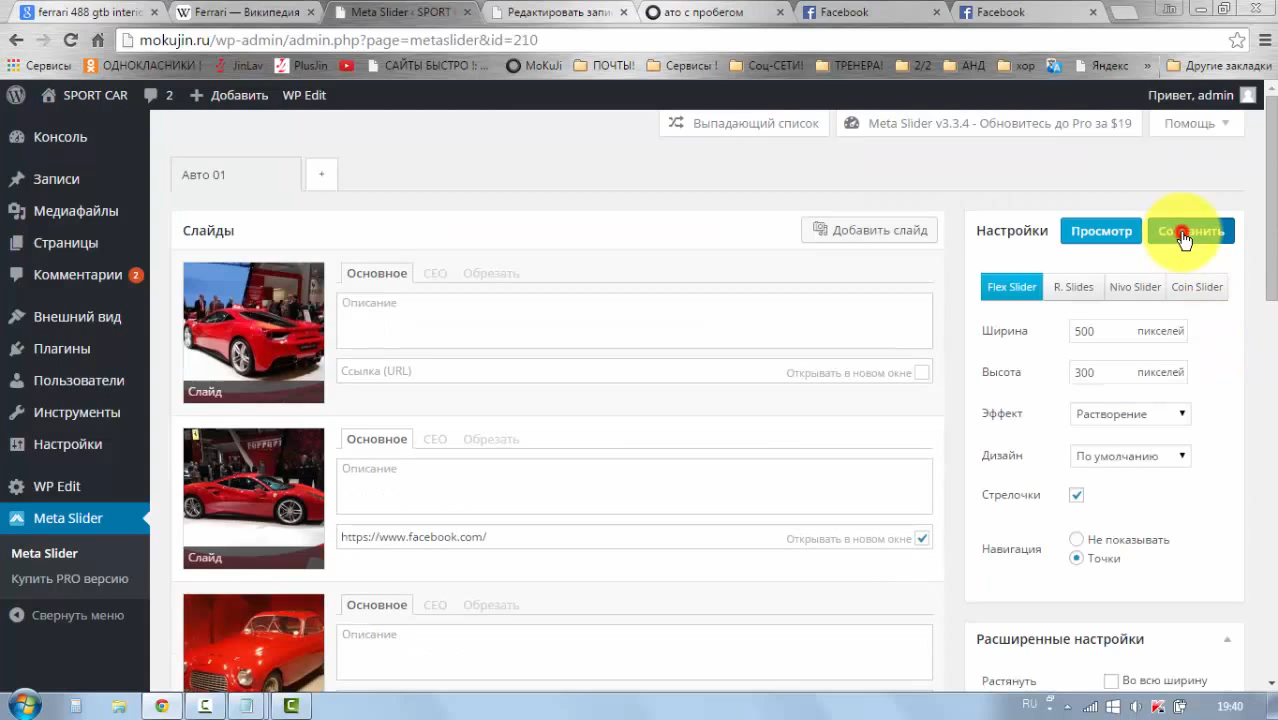 ferrari 488 gtb interi
Ferrari — Википедия
Meta Slider ‹ SPORT
Редактировать запи
ато с пробегом
Facebook
Facebook
mokujin.ru/wp-admin/admin.php?page=metaslider&id=210
Сервисы
ОДНОКЛАСНИКИ !
JinLav
PlusJin
САЙТЫ БЫСТРО !:
MoKuJi
ПОЧТЫ!
Сервисы !
Соц-СЕТИ!
ТРЕНЕРА!
2/2
АНД
хор
Яндекс
»
Другие закладки
SPORT CAR
2
Добавить
WP Edit
Привет, admin
Консоль
Записи
Медиафайлы
Страницы
Комментарии 2
Внешний вид
Плагины
Пользователи
Инструменты
Настройки
WP Edit
Meta Slider
Meta Slider
Купить PRO версию
Свернуть меню
Выпадающий список
Meta Slider v3.3.4 - Обновитесь до Pro за $19
Помощь
Авто 01
+
Слайды
Добавить слайд
Слайд
Основное
СЕО
Обрезать
Описание
Ссылка (URL)
Открывать в новом окне
Слайд
Основное
СЕО
Обрезать
Описание
https://www.facebook.com/
Открывать в новом окне
Основное
СЕО
Обрезать
Описание
Настройки
Просмотр
Сохранить
Flex Slider
R. Slides
Nivo Slider
Coin Slider
Ширина
500
пикселей
Высота
300
пикселей
Эффект
Растворение
Дизайн
По умолчанию
Стрелочки
Навигация
Не показывать
Точки
Расширенные настройки
Растянуть
Во всю ширину
RU
19:40